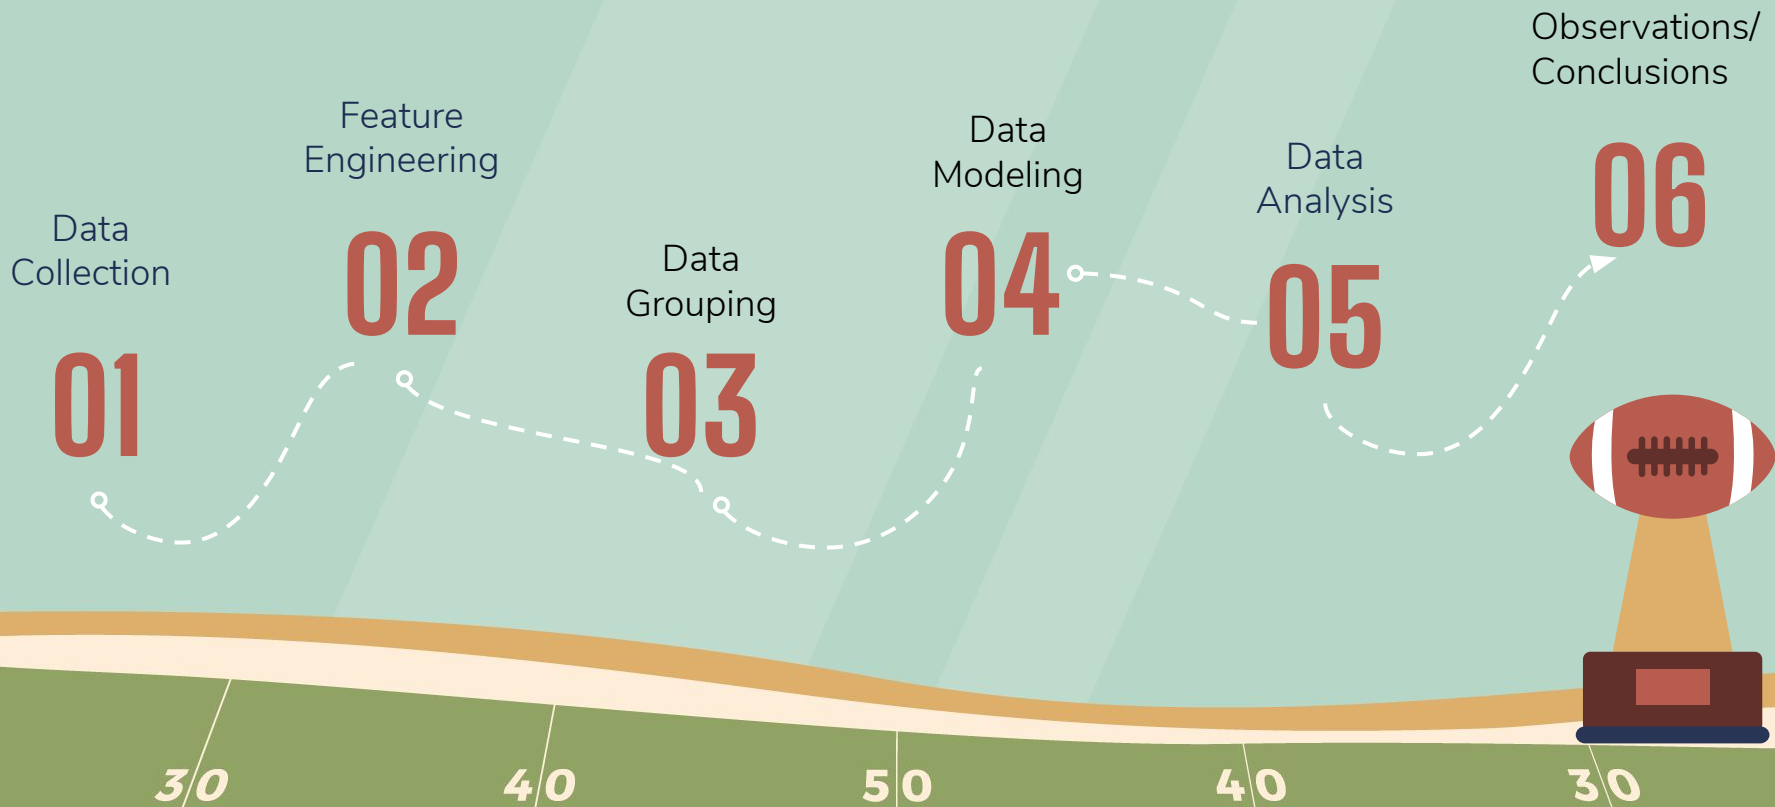 Data
Collection
01
Feature
Engineering
02
Data
Grouping
03
Data
Modeling
04
Data
Analysis
05
Observations/
Conclusions
06
30
40
50
40
30